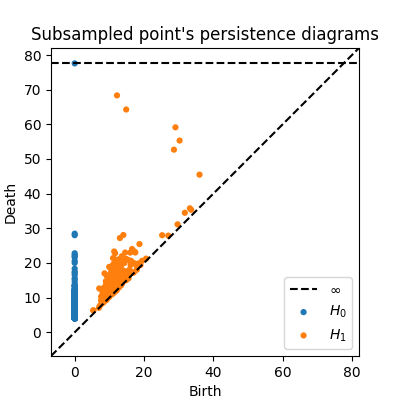 Subsampled point's persistence diagrams
80
70
60
50
40
30
20
10
0
Death
0 20 40 60 80
Birth
∞
H₀
H₁